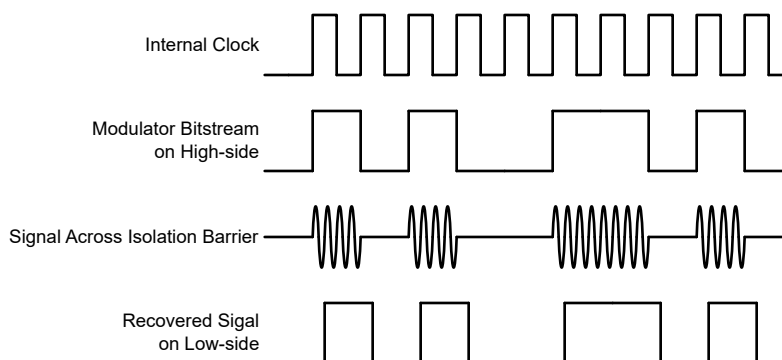 Internal Clock
Modulator Bitstream
on High-side
Signal Across Isolation Barrier
Recovered Sigal
on Low-side